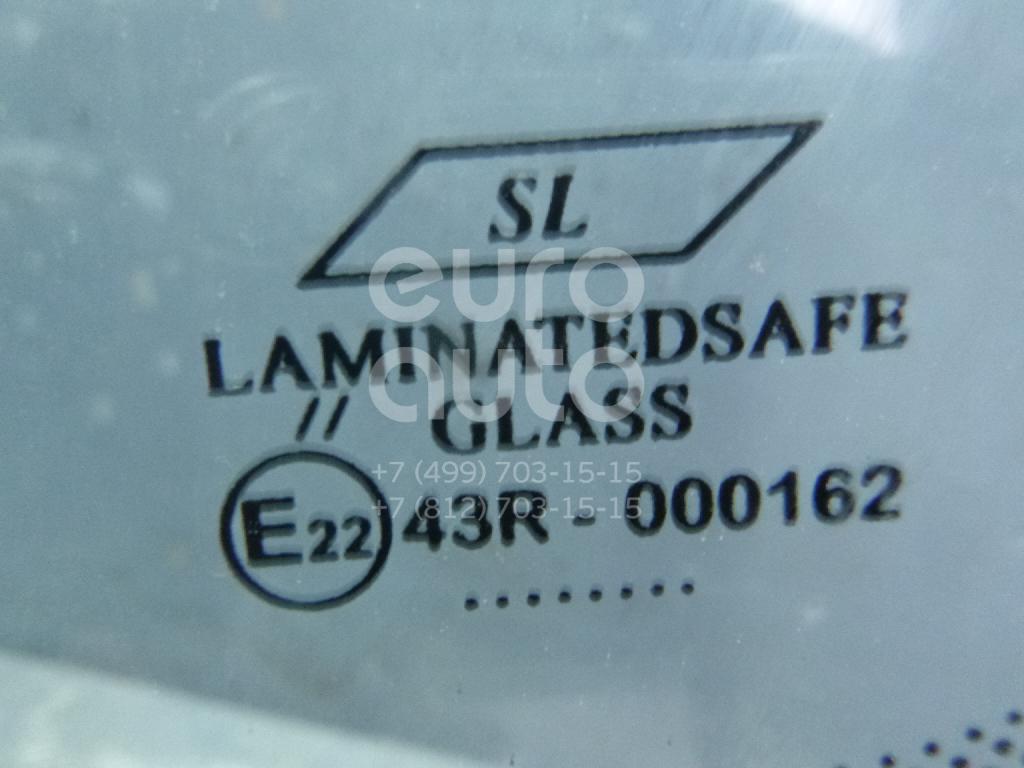 SL
LAMINATEDSAFE
// GLASS
E22 43R - 000162
........
euro
auto
+7 (499) 703-15-15
+7 (812) 703-15-15